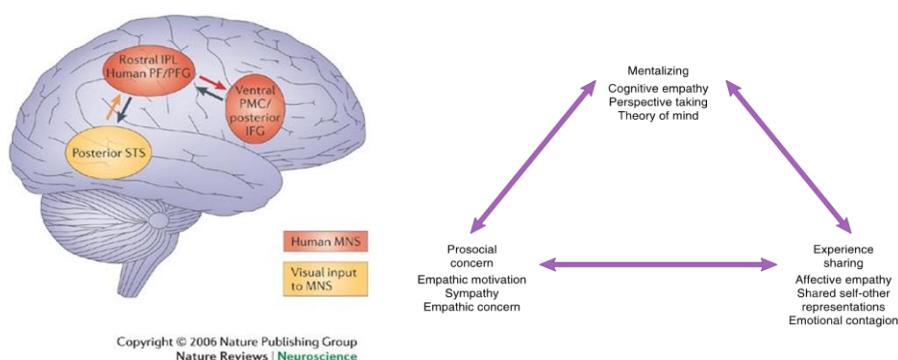 Rostral IPL
Human PF/PFG
Ventral
PMC/
posterior
IFG
Posterior STS
Human MNS
Visual input
to MNS
Copyright © 2006 Nature Publishing Group
Nature Reviews | Neuroscience
Mentalizing
Cognitive empathy
Perspective taking
Theory of mind
Prosocial
concern
Empathic motivation
Sympathy
Empathic concern
Experience
sharing
Affective empathy
Shared self-other
representations
Emotional contagion